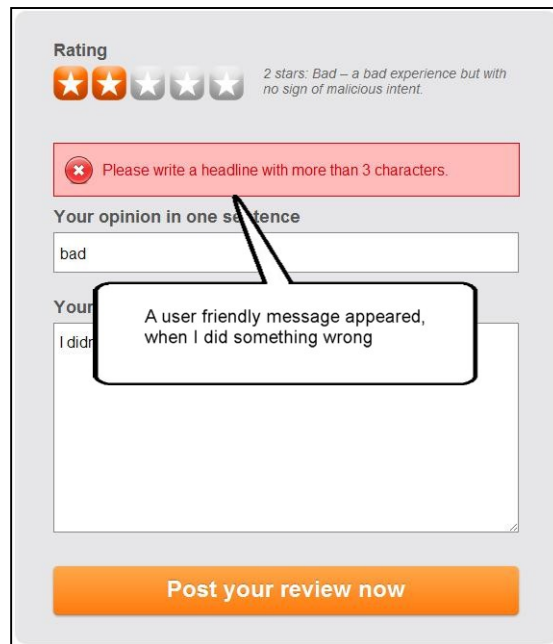 Rating
2 stars: Bad – a bad experience but with
no sign of malicious intent.
Please write a headline with more than 3 characters.
Your opinion in one sentence
bad
A user friendly message appeared,
when I did something wrong
Your
I didn
Post your review now